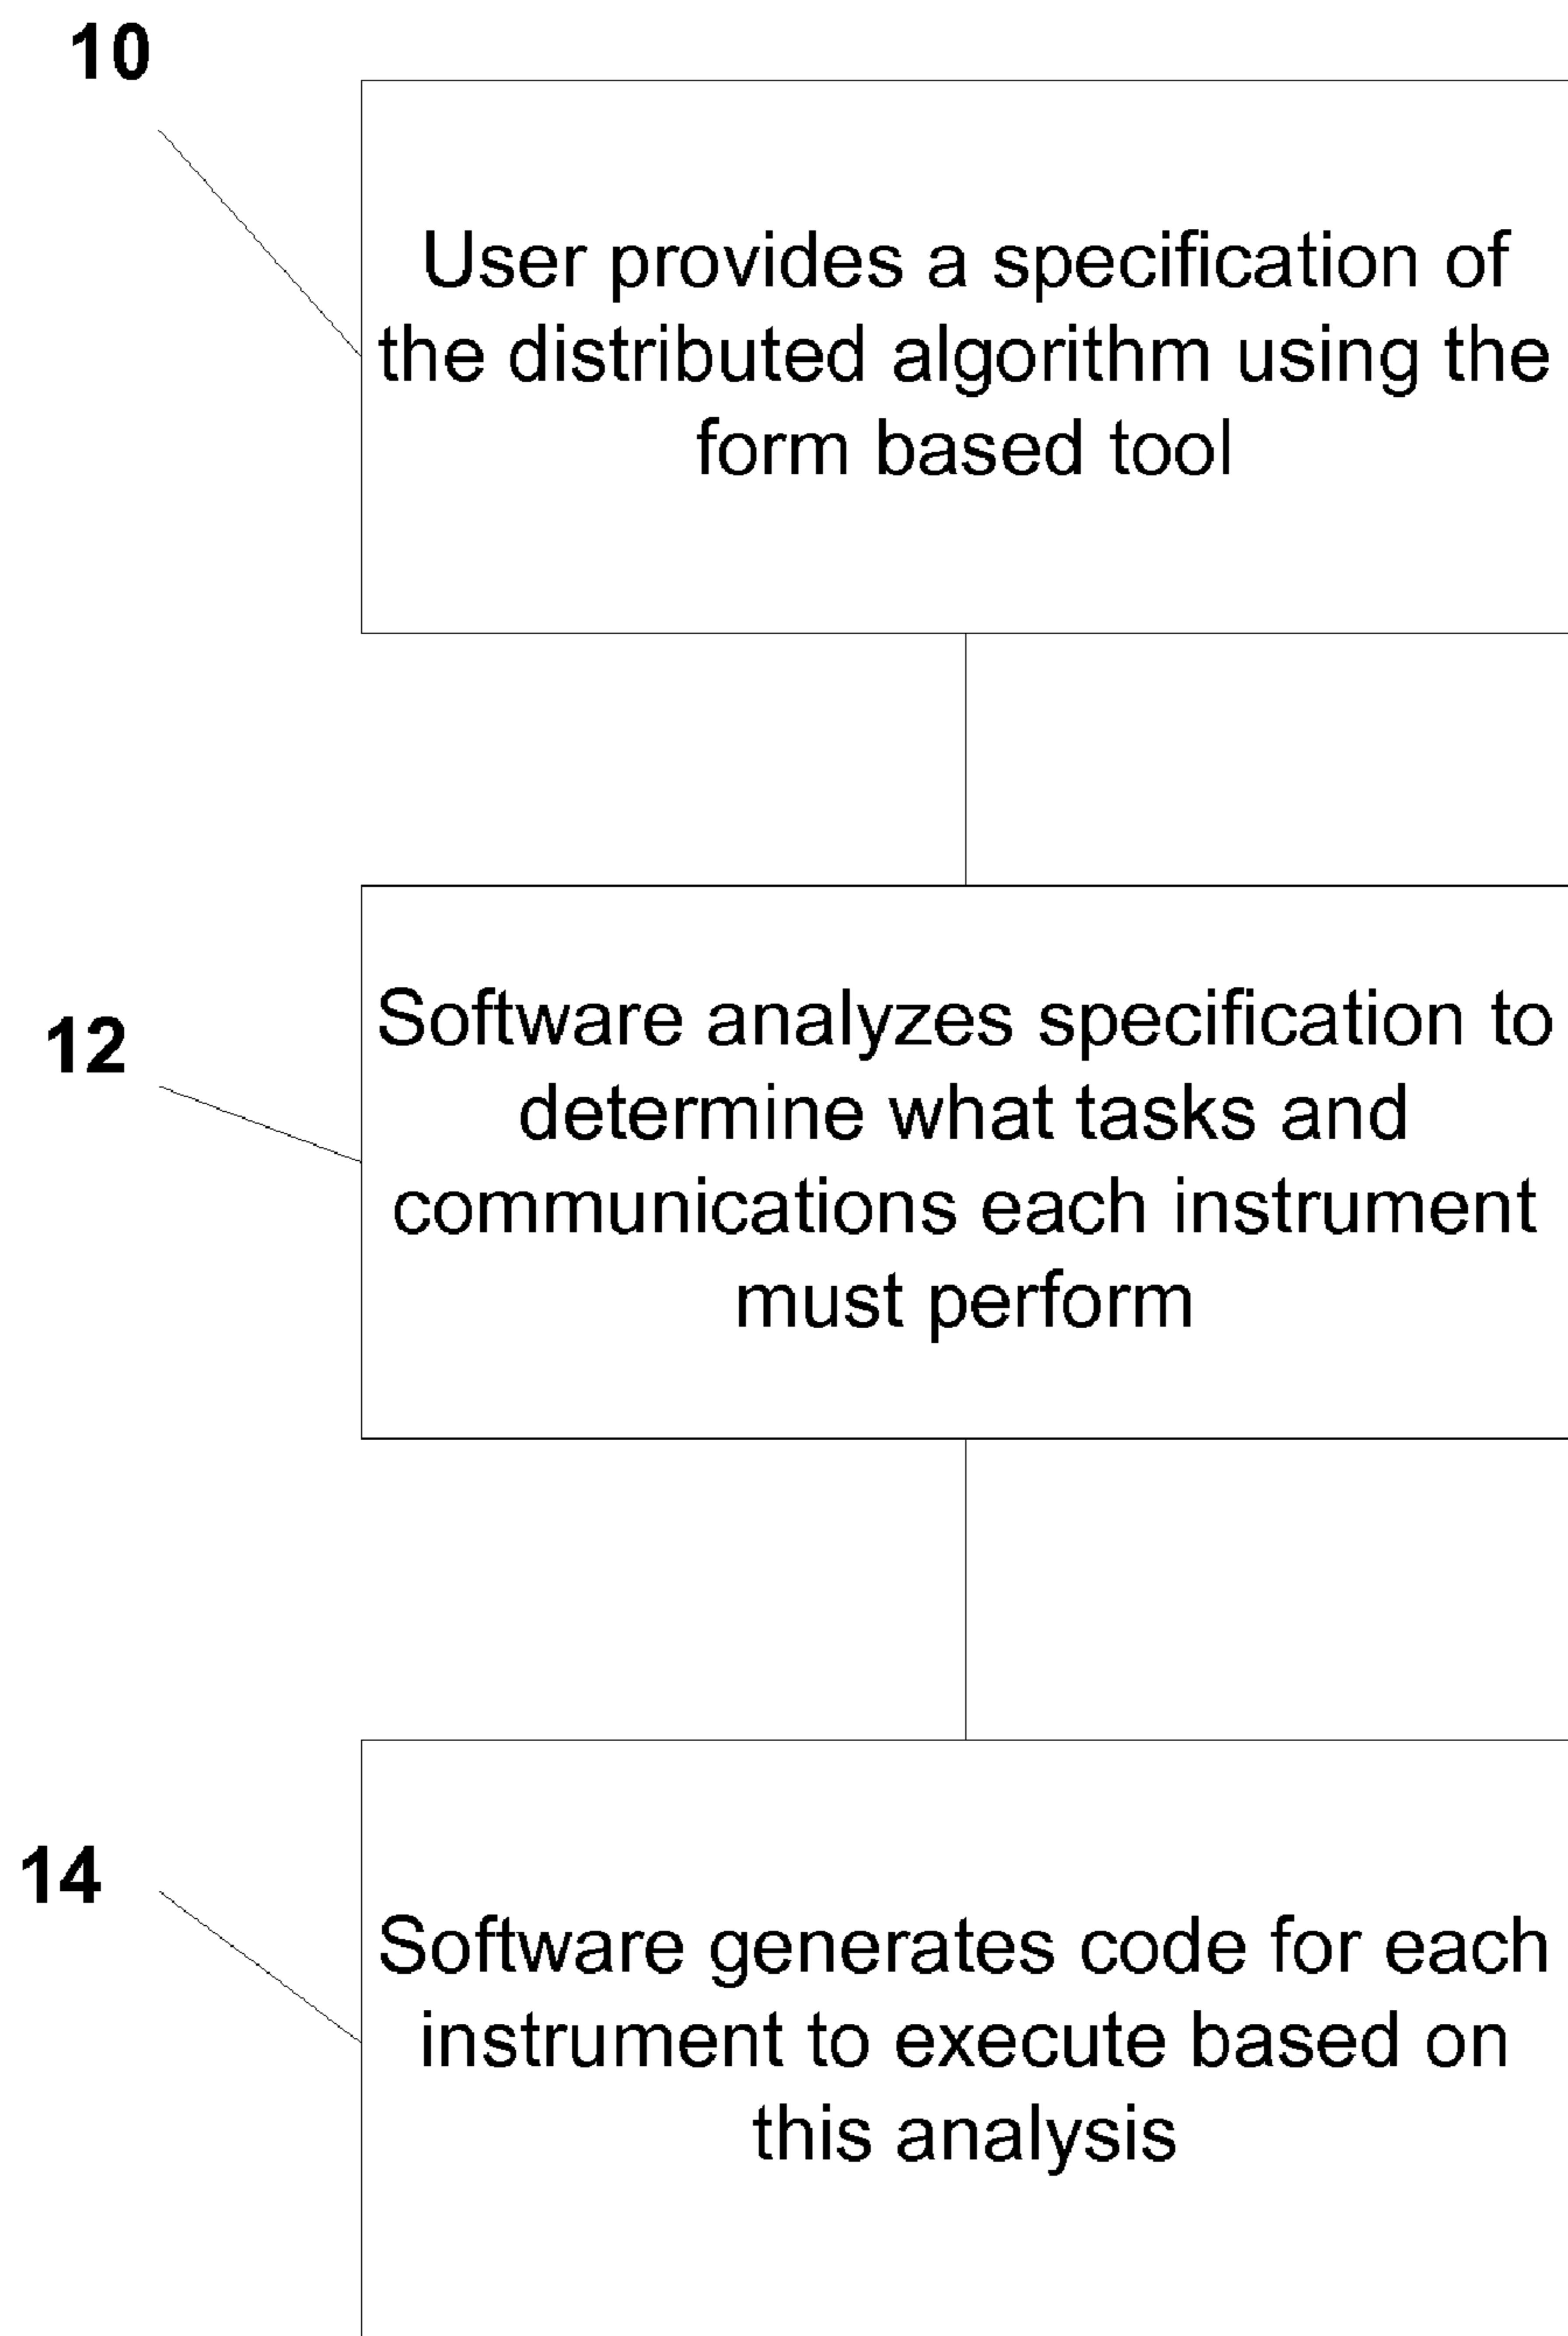 10
User provides a specification of
the distributed algorithm using the
form based tool
12
Software analyzes specification to
determine what tasks and
communications each instrument
must perform
14
Software generates code for each
instrument to execute based on
this analysis